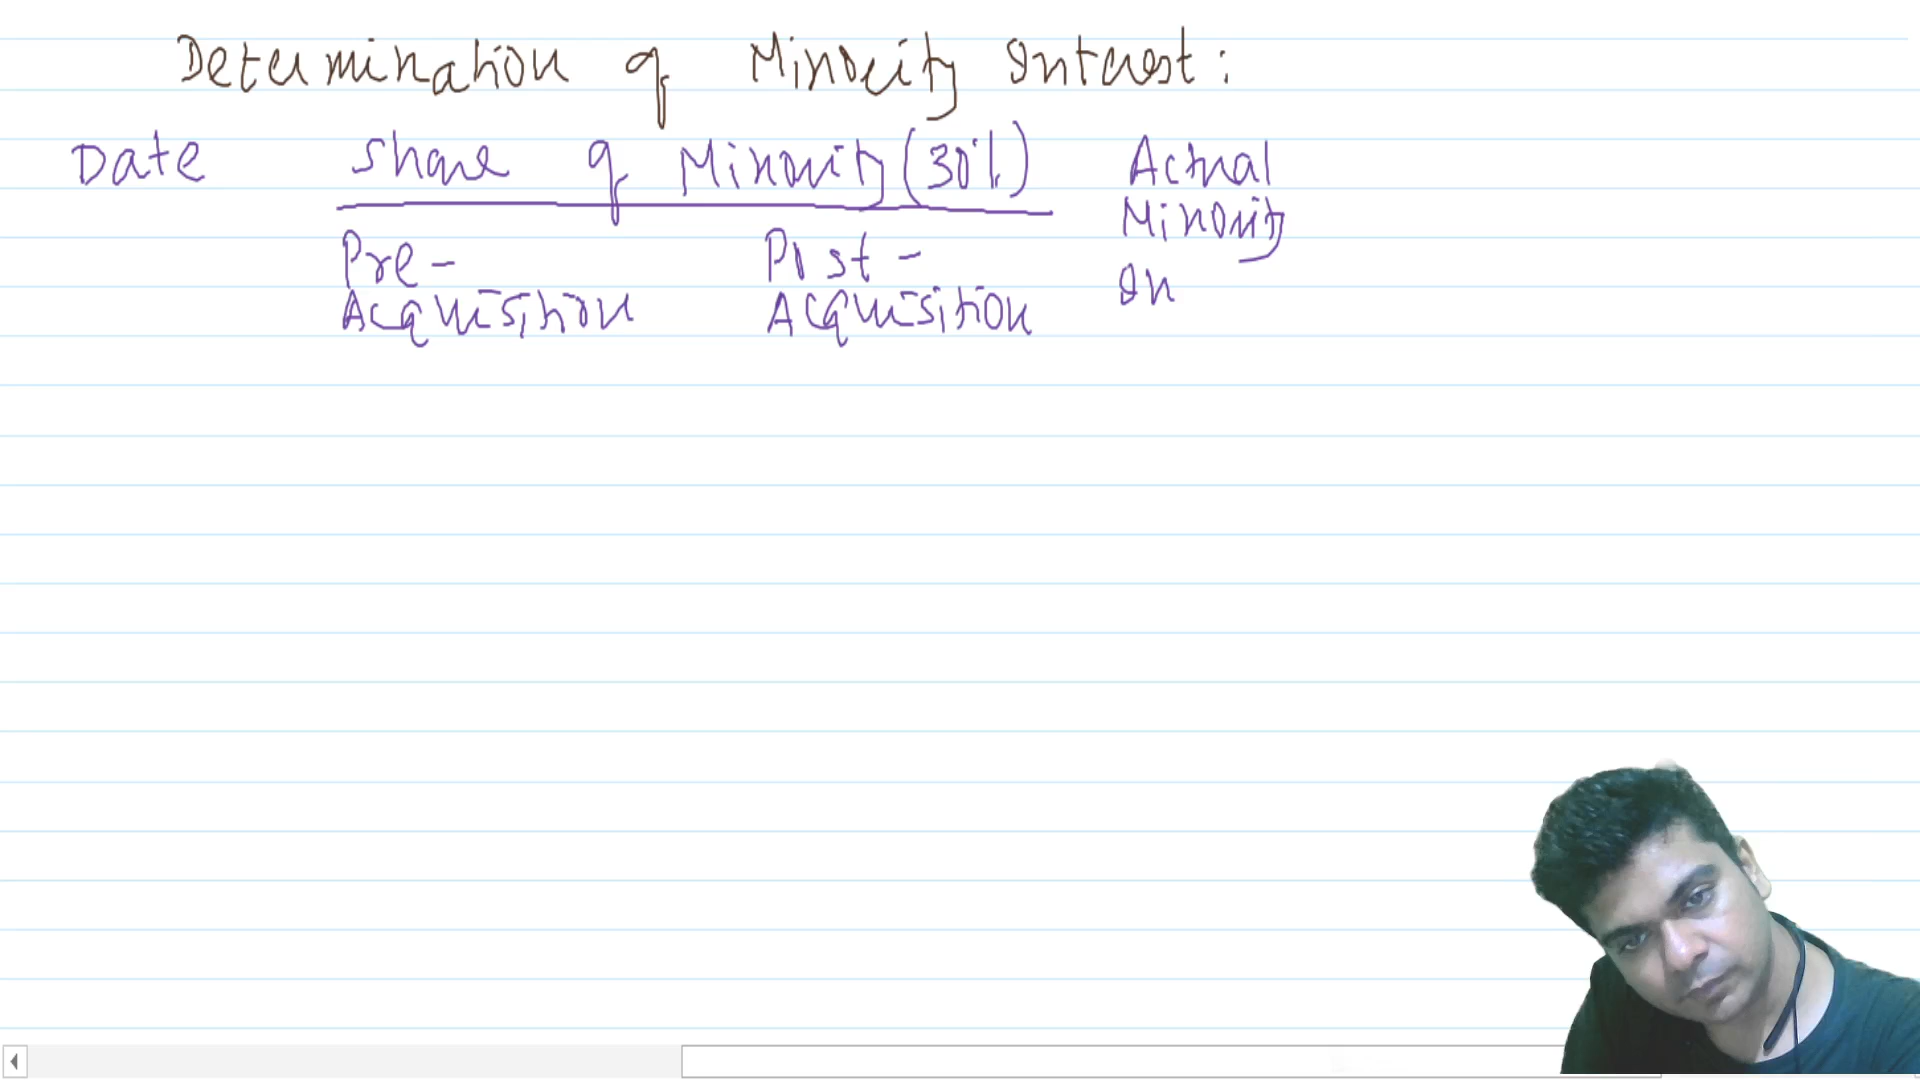 Determination of Minority Interest:
Date Share of Minority (30%) Actual
Minority
Pre- Post- In
Acquisition Acquisition